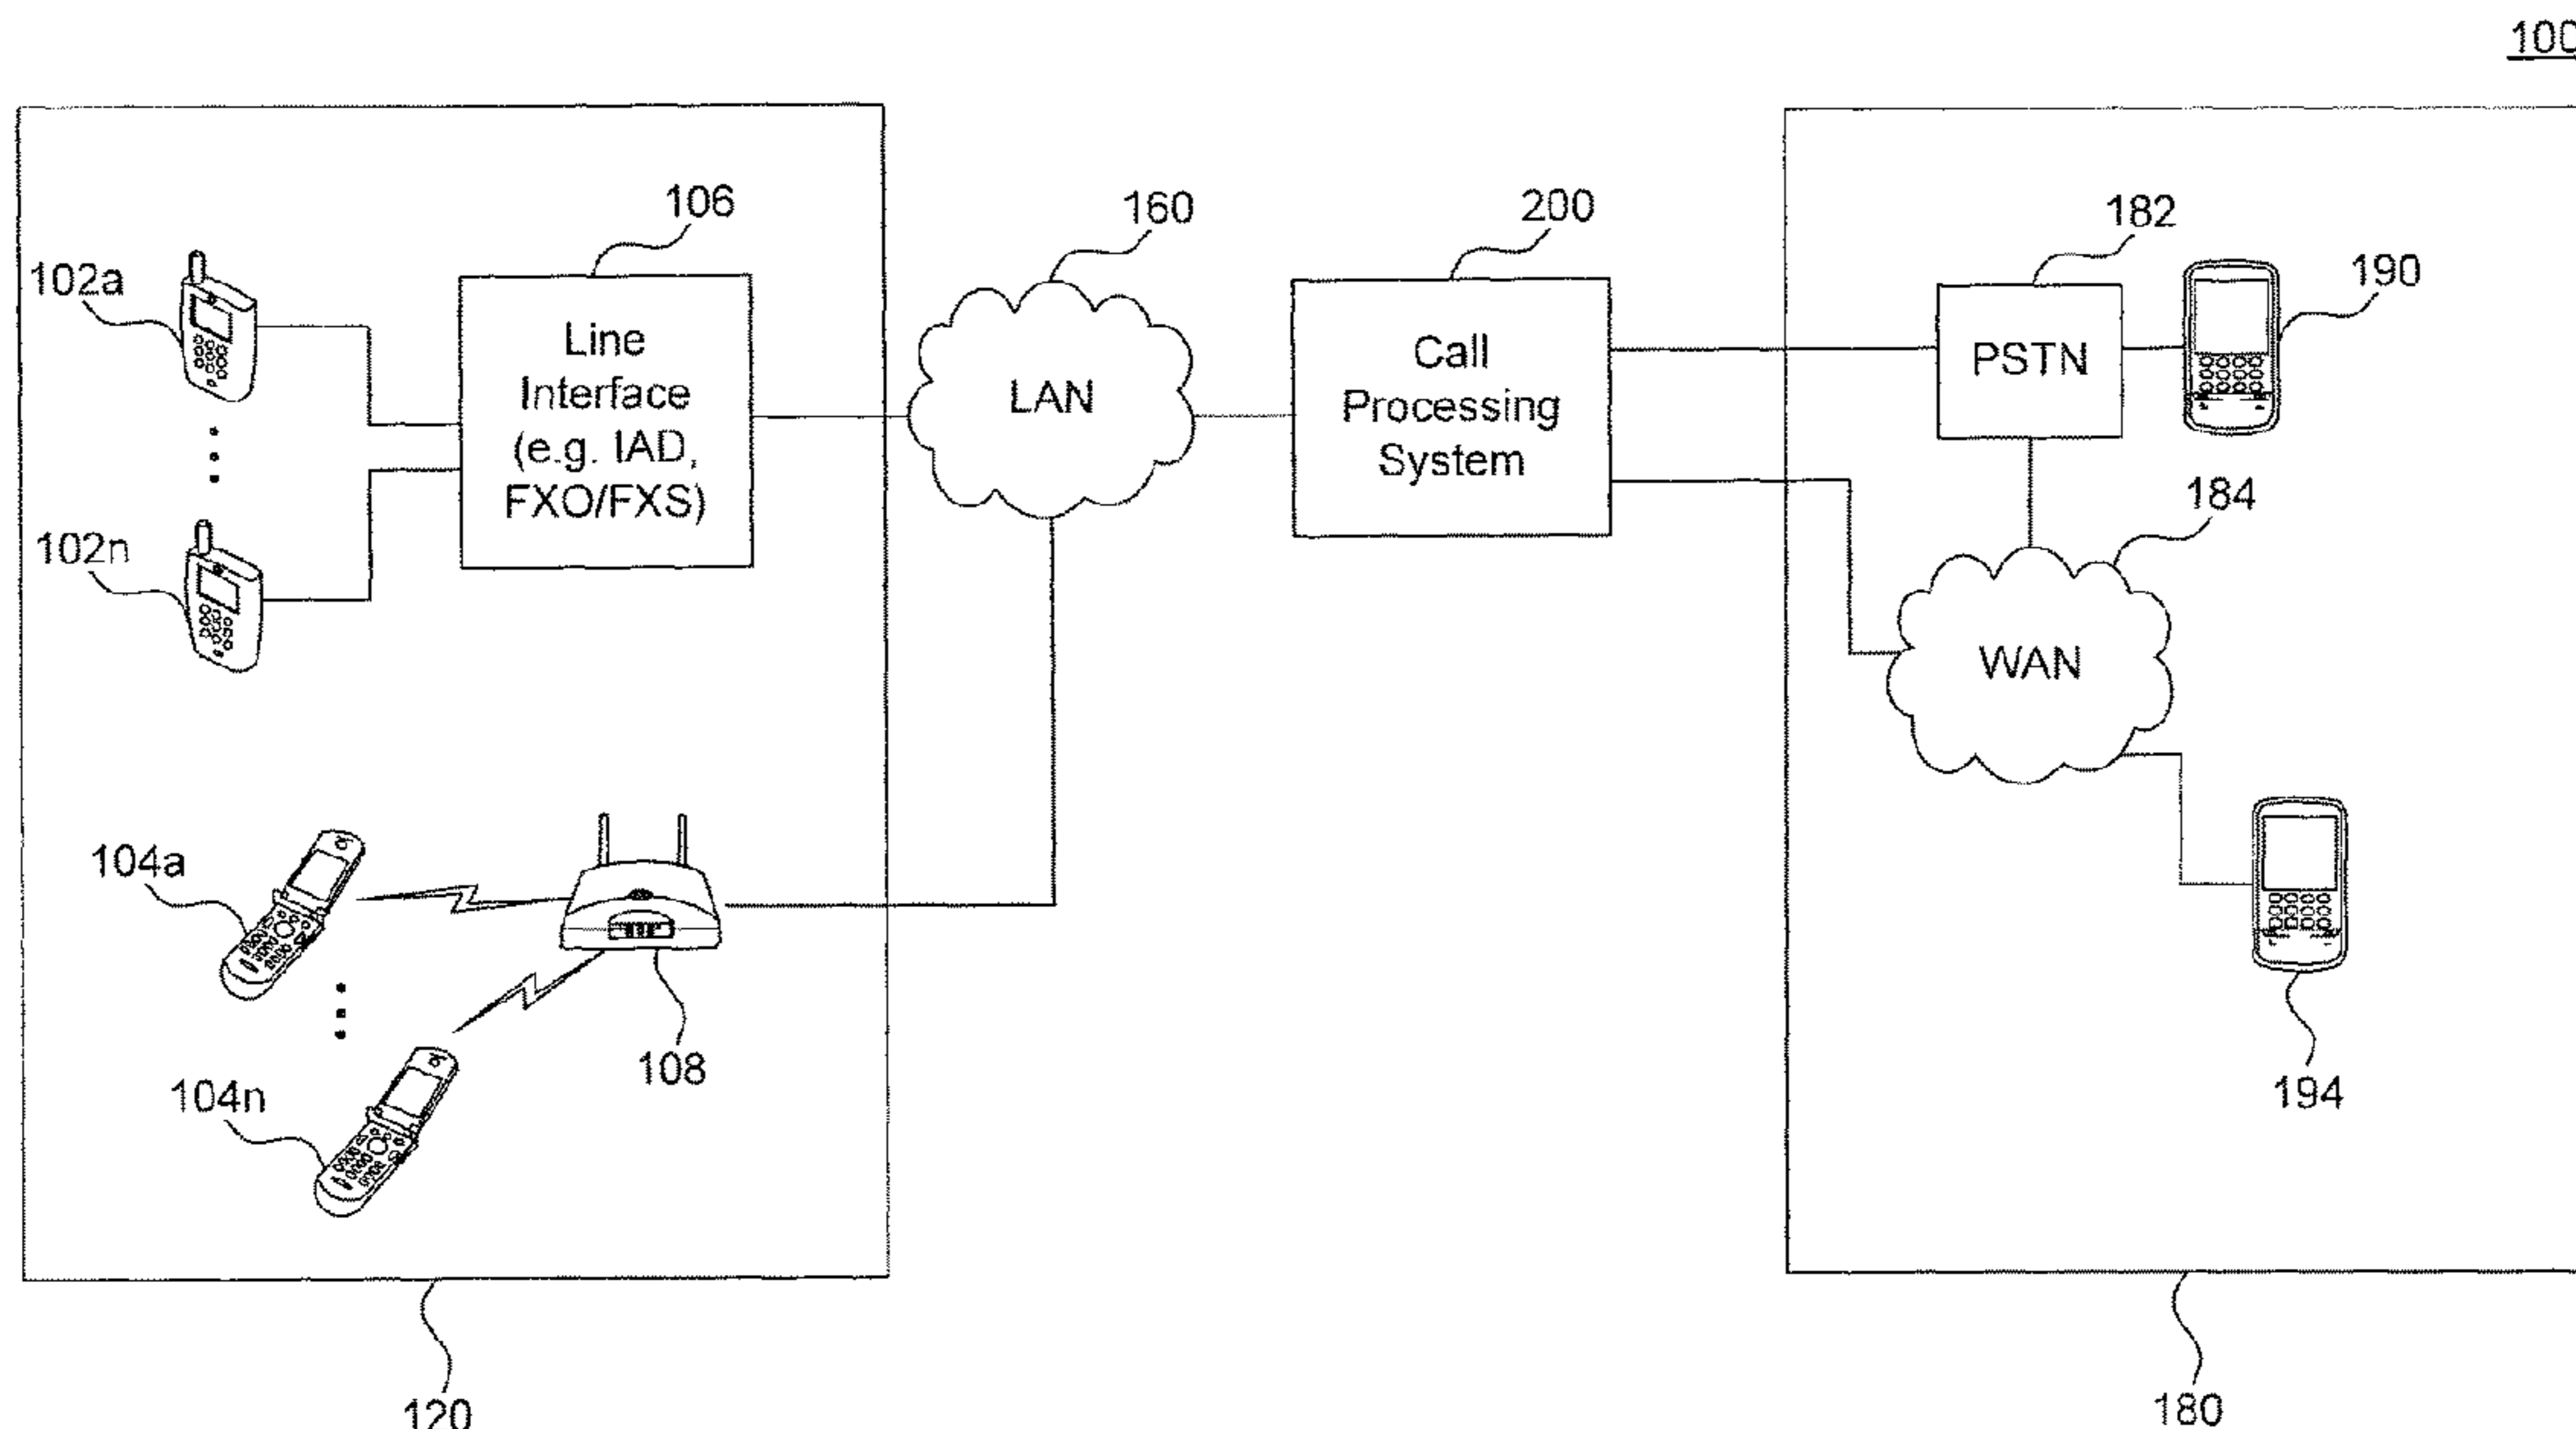 100
106
160
200
182
102a
190
Line
Interface
(e.g. IAD,
FXO/FXS)
LAN
Call
Processing
System
PSTN
184
102n
WAN
104a
108
104n
194
120
180